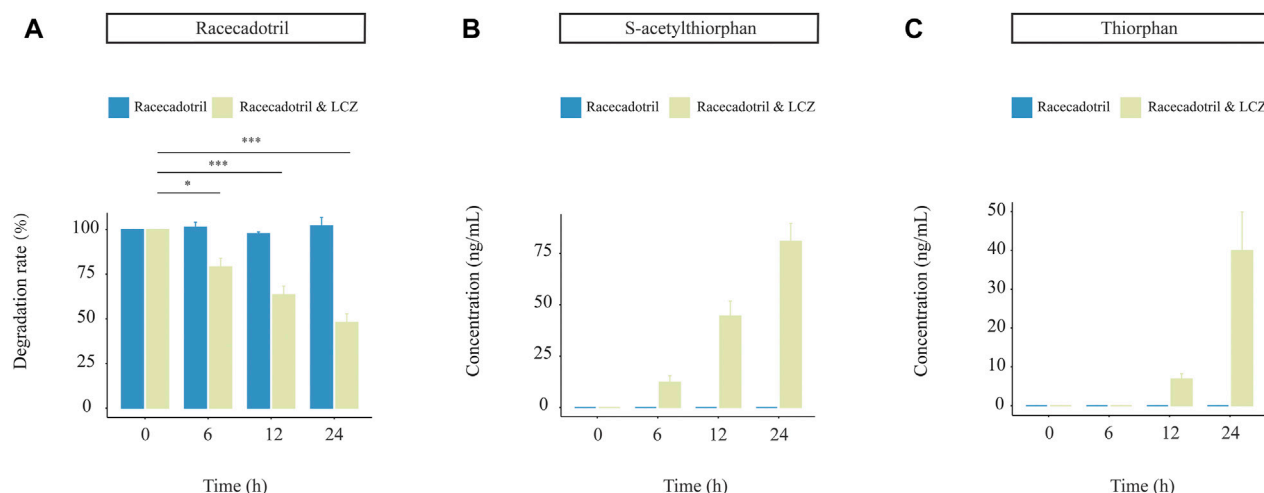 A
Racecadotril
Racecadotril
Racecadotril & LCZ
***
***
*
Degradation rate (%)
100
75
50
25
0
0
6
12
24
Time (h)
B
S-acetylthiorphan
Racecadotril
Racecadotril & LCZ
Concentration (ng/mL)
75
50
25
0
0
6
12
24
Time (h)
C
Thiorphan
Racecadotril
Racecadotril & LCZ
Concentration (ng/mL)
50
40
30
20
10
0
0
6
12
24
Time (h)